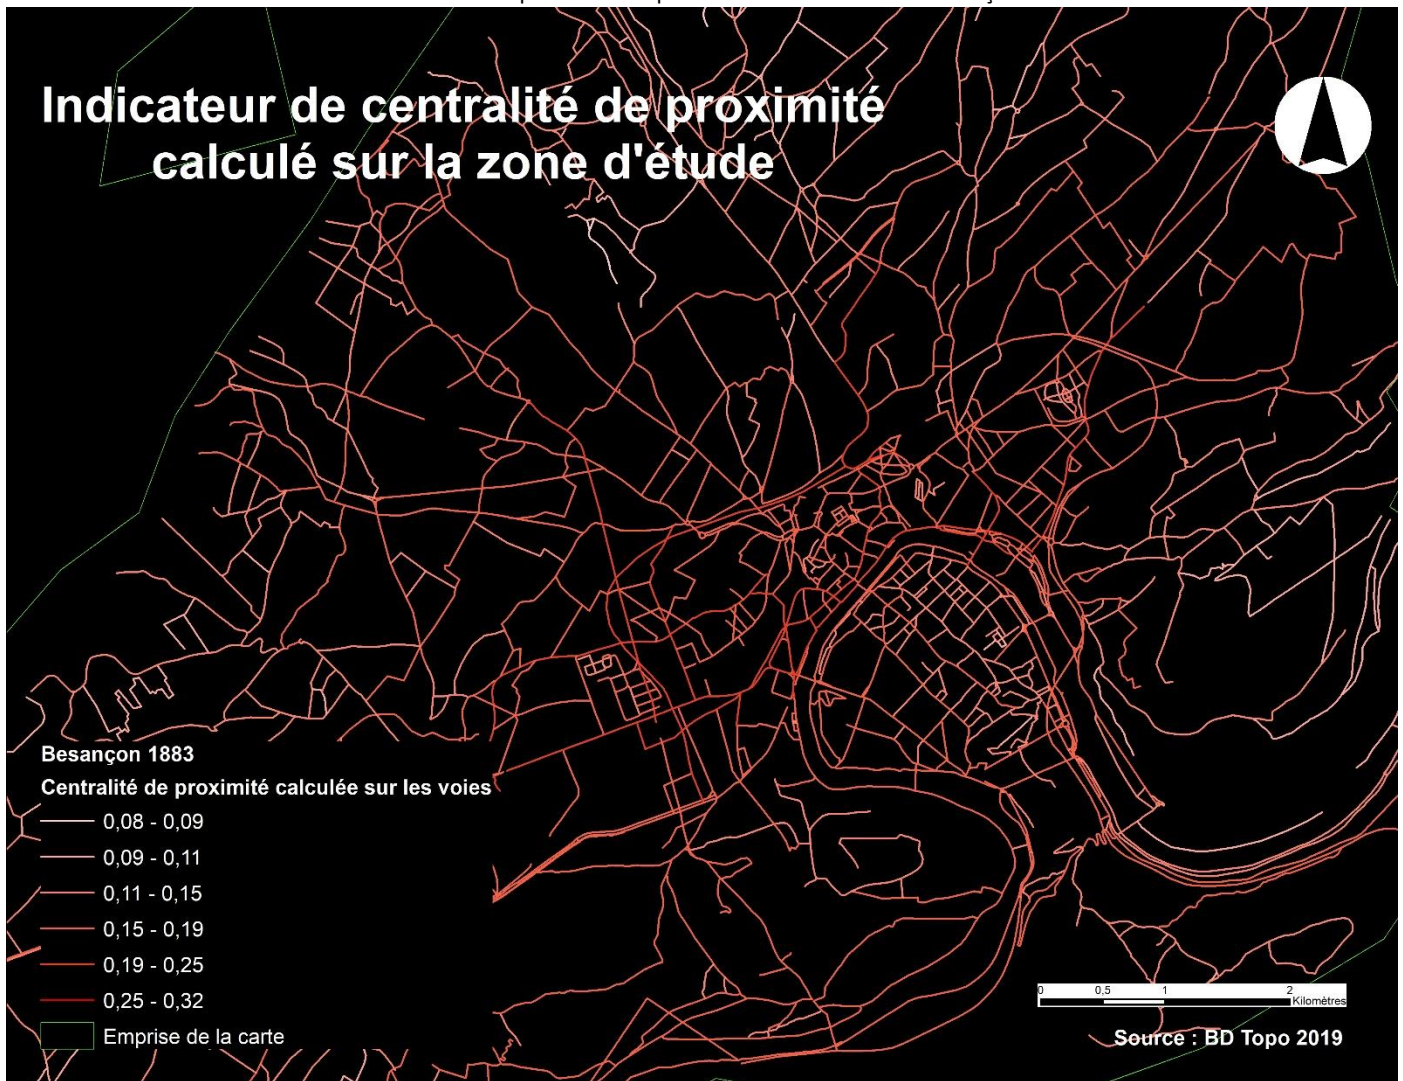 Indicateur de centralité de proximité
calculé sur la zone d'étude
Besançon 1883
Centralité de proximité calculée sur les voies
0,08 - 0,09
0,09 - 0,11
0,11 - 0,15
0,15 - 0,19
0,19 - 0,25
0,25 - 0,32
Emprise de la carte
0 0,5 1 2
Kilomètres
Source : BD Topo 2019